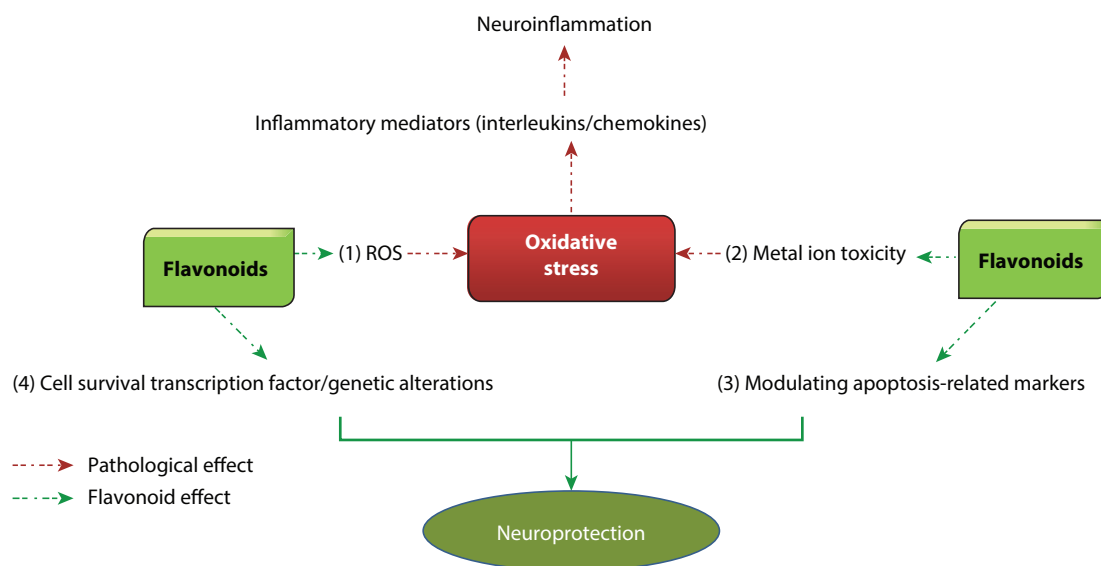 Neuroinflammation
Inflammatory mediators (interleukins/chemokines)
Flavonoids
(1) ROS
Oxidative
stress
(2) Metal ion toxicity
Flavonoids
(4) Cell survival transcription factor/genetic alterations
(3) Modulating apoptosis-related markers
Pathological effect
Flavonoid effect
Neuroprotection